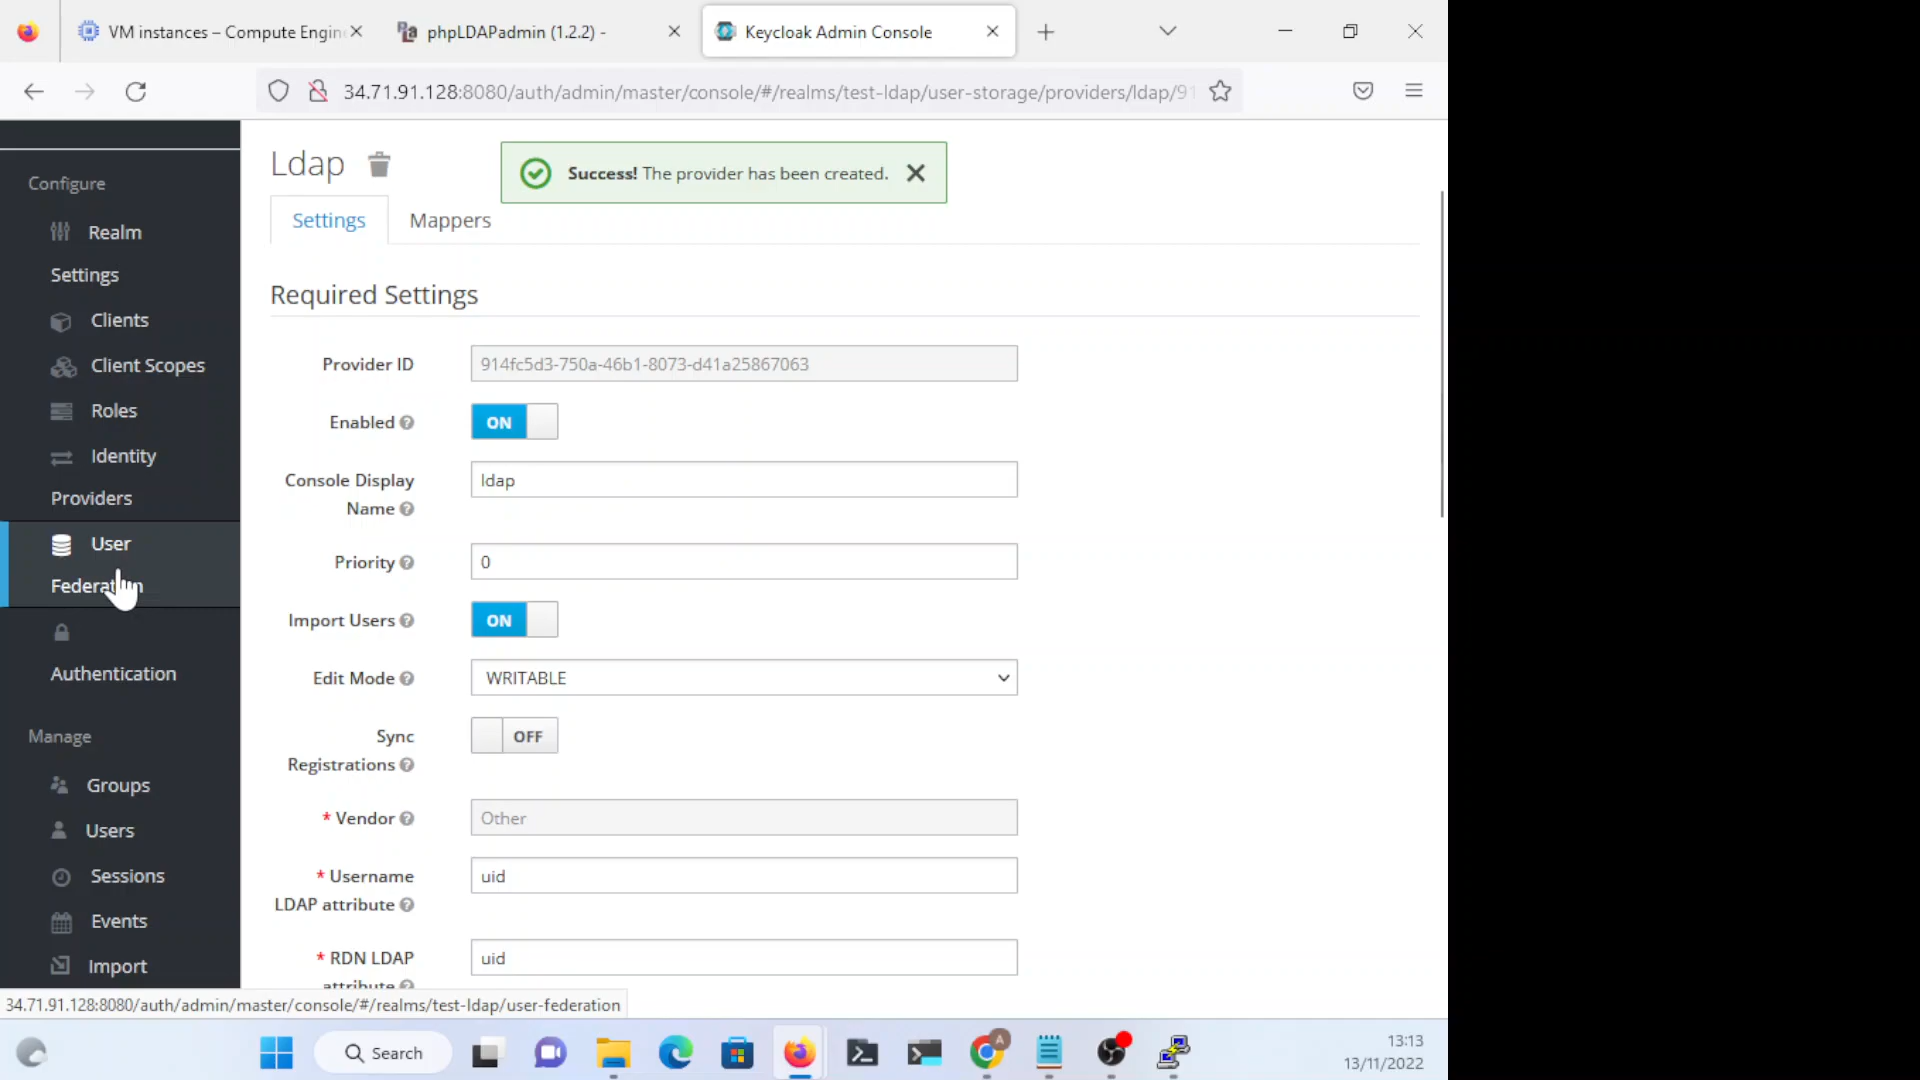 VM instances – Compute Engin
phpLDAPadmin (1.2.2) -
Keycloak Admin Console
34.71.91.128:8080/auth/admin/master/console/#/realms/test-ldap/user-storage/providers/ldap/91
Configure
Realm
Settings
Clients
Client Scopes
Roles
Identity
Providers
User
Federation
Authentication
Manage
Groups
Users
Sessions
Events
Import
Ldap
Success! The provider has been created.
Settings
Mappers
Required Settings
Provider ID
914fc5d3-750a-46b1-8073-d41a25867063
Enabled
ON
Console Display
Name
ldap
Priority
0
Import Users
ON
Edit Mode
WRITABLE
Sync
Registrations
OFF
* Vendor
Other
* Username
LDAP attribute
uid
* RDN LDAP
attribute
uid
34.71.91.128:8080/auth/admin/master/console/#/realms/test-ldap/user-federation
Search
A
13:13
13/11/2022